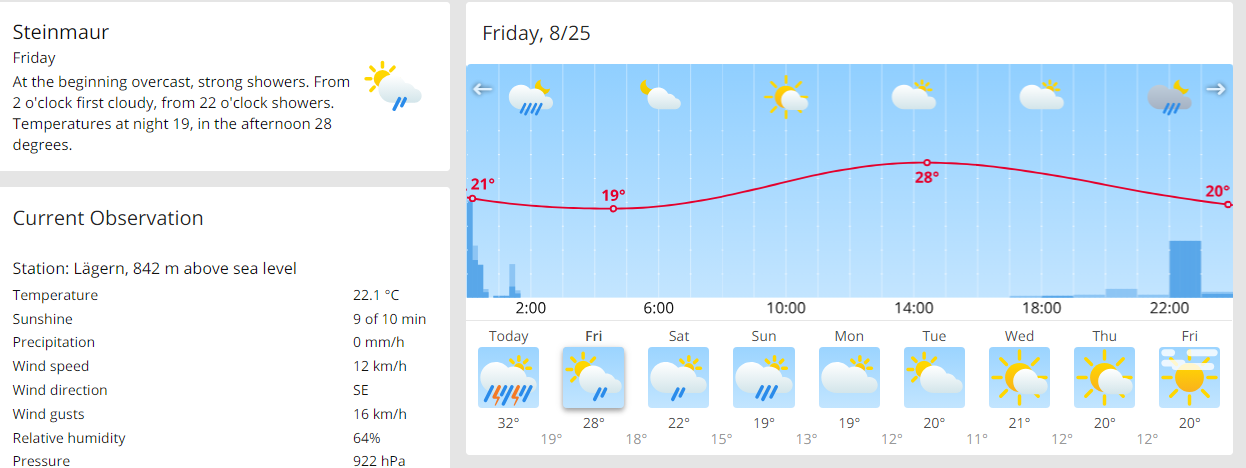 Steinmaur
Friday
At the beginning overcast, strong showers. From
2 o'clock first cloudy, from 22 o'clock showers.
Temperatures at night 19, in the afternoon 28
degrees.
Current Observation
Station: Lägern, 842 m above sea level
Temperature 22.1 °C
Sunshine 9 of 10 min
Precipitation 0 mm/h
Wind speed 12 km/h
Wind direction SE
Wind gusts 16 km/h
Relative humidity 64%
Pressure 922 hPa
Friday, 8/25
21° 19° 28° 20°
2:00 6:00 10:00 14:00 18:00 22:00
Today Fri Sat Sun Mon Tue Wed Thu Fri
32° 28° 22° 19° 19° 20° 21° 20° 20°
19° 18° 15° 13° 12° 11° 12° 12°